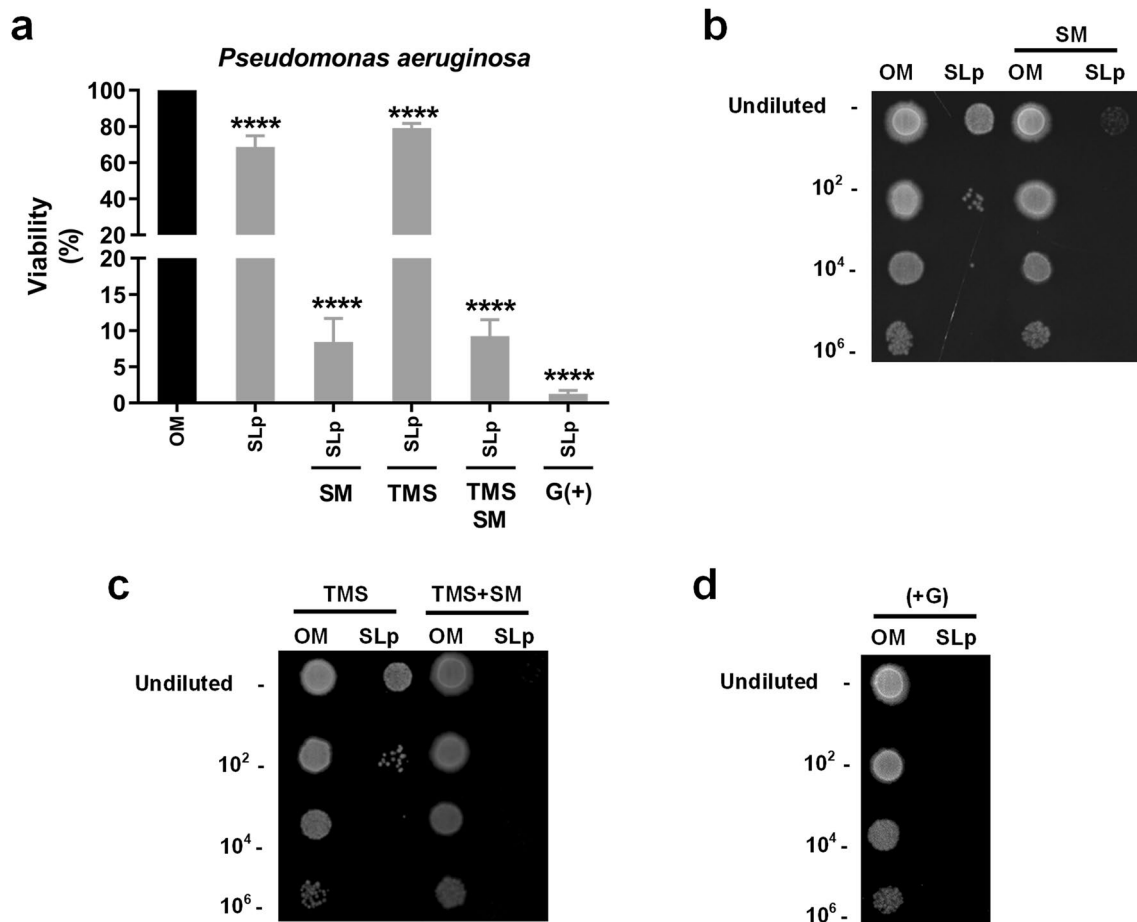 a
Pseudomonas aeruginosa
Viability
(%)
100
80
60
40
20
20
15
10
5
0
****
****
****
****
****
OM
SLp
SLp
SLp
SLp
SLp
SM
TMS
TMS
SM
G(+)
b
SM
OM SLp OM SLp
Undiluted -
10² -
10⁴ -
10⁶ -
c
TMS TMS+SM
OM SLp OM SLp
Undiluted -
10² -
10⁴ -
10⁶ -
d
(+G)
OM SLp
Undiluted -
10² -
10⁴ -
10⁶ -